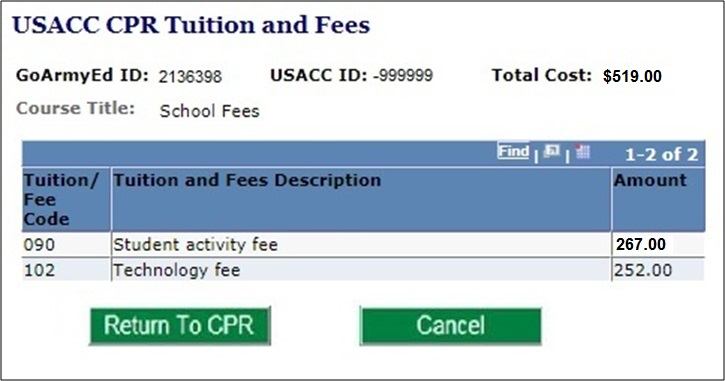 USACC CPR Tuition and Fees
GoArmyEd ID: 2136398 USACC ID: -999999 Total Cost: $519.00
Course Title: School Fees
Find | | 1-2 of 2
Tuition/ Fee Code Tuition and Fees Description Amount
090 Student activity fee 267.00
102 Technology fee 252.00
Return To CPR Cancel